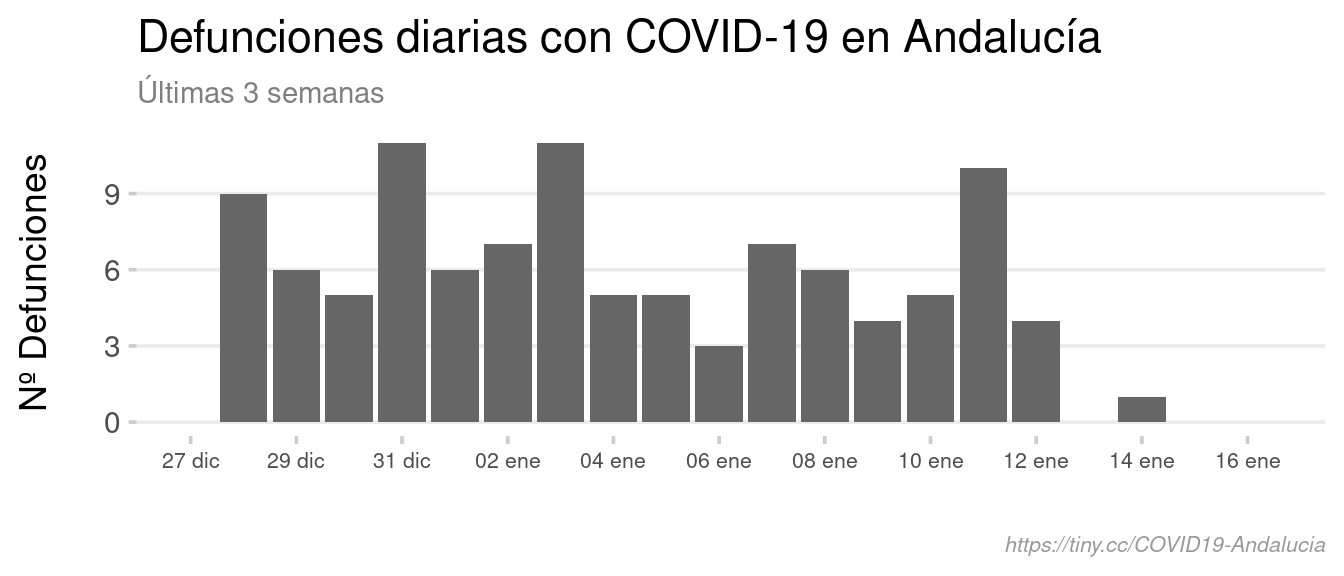 Defunciones diarias con COVID-19 en Andalucía
Últimas 3 semanas
Nº Defunciones
9
6
3
0
27 dic 29 dic 31 dic 02 ene 04 ene 06 ene 08 ene 10 ene 12 ene 14 ene 16 ene
https://tiny.cc/COVID19-Andalucia